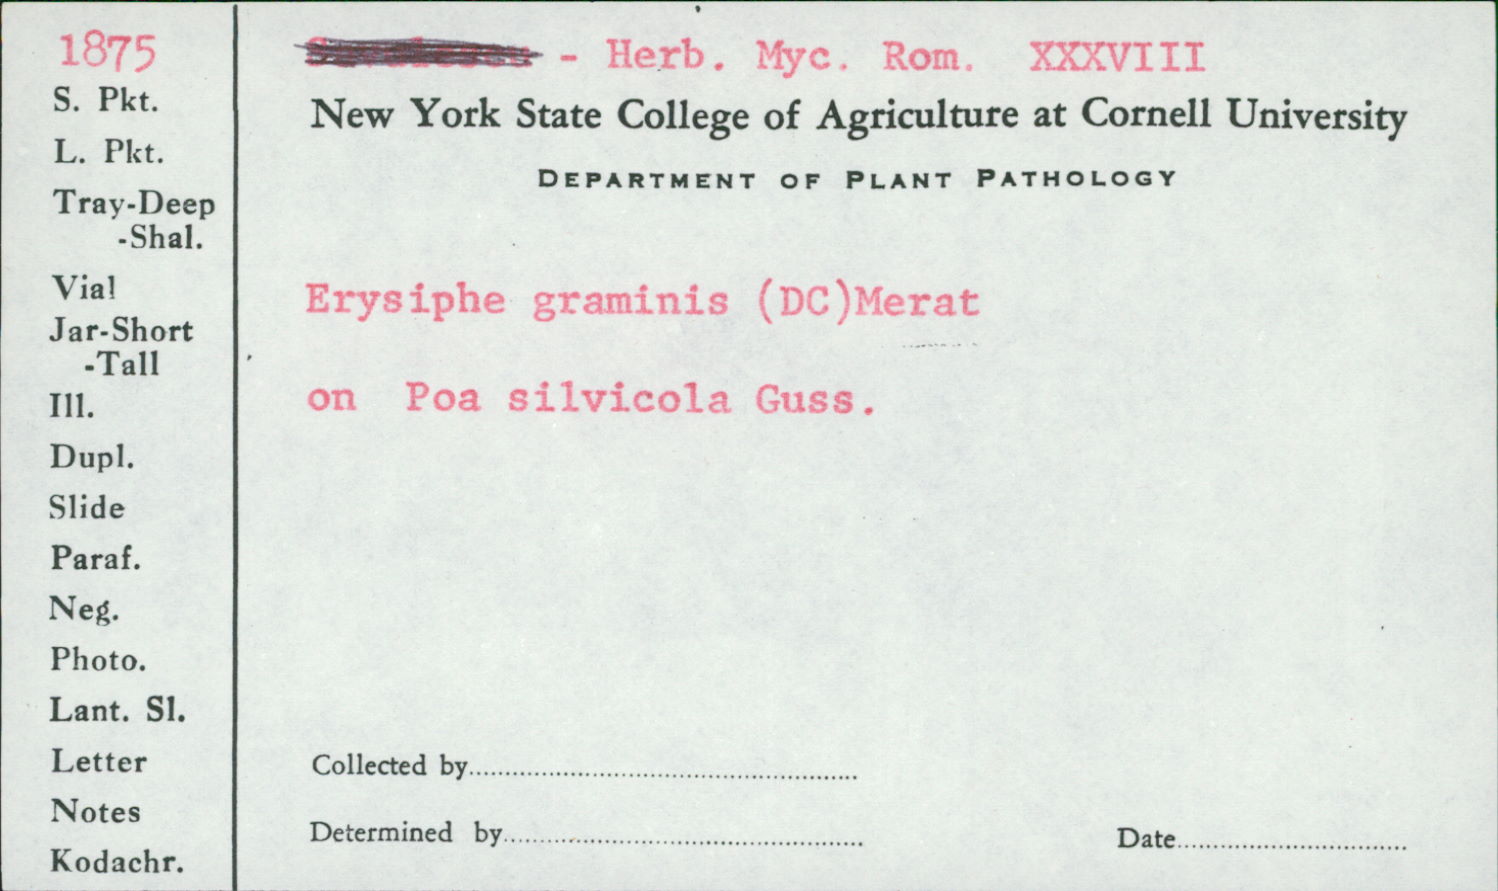 1875
S. Pkt.
L. Pkt.
Tray-Deep
-Shal.
Vial
Jar-Short
-Tall
Ill.
Dupl.
Slide
Paraf.
Neg.
Photo.
Lant. Sl.
Letter
Notes
Kodachr.
- Herb. Myc. Rom. XXXVIII
New York State College of Agriculture at Cornell University
DEPARTMENT OF PLANT PATHOLOGY
Erysiphe graminis (DC)Merat
on Poa silvicola Guss.
Collected by
Determined by
Date